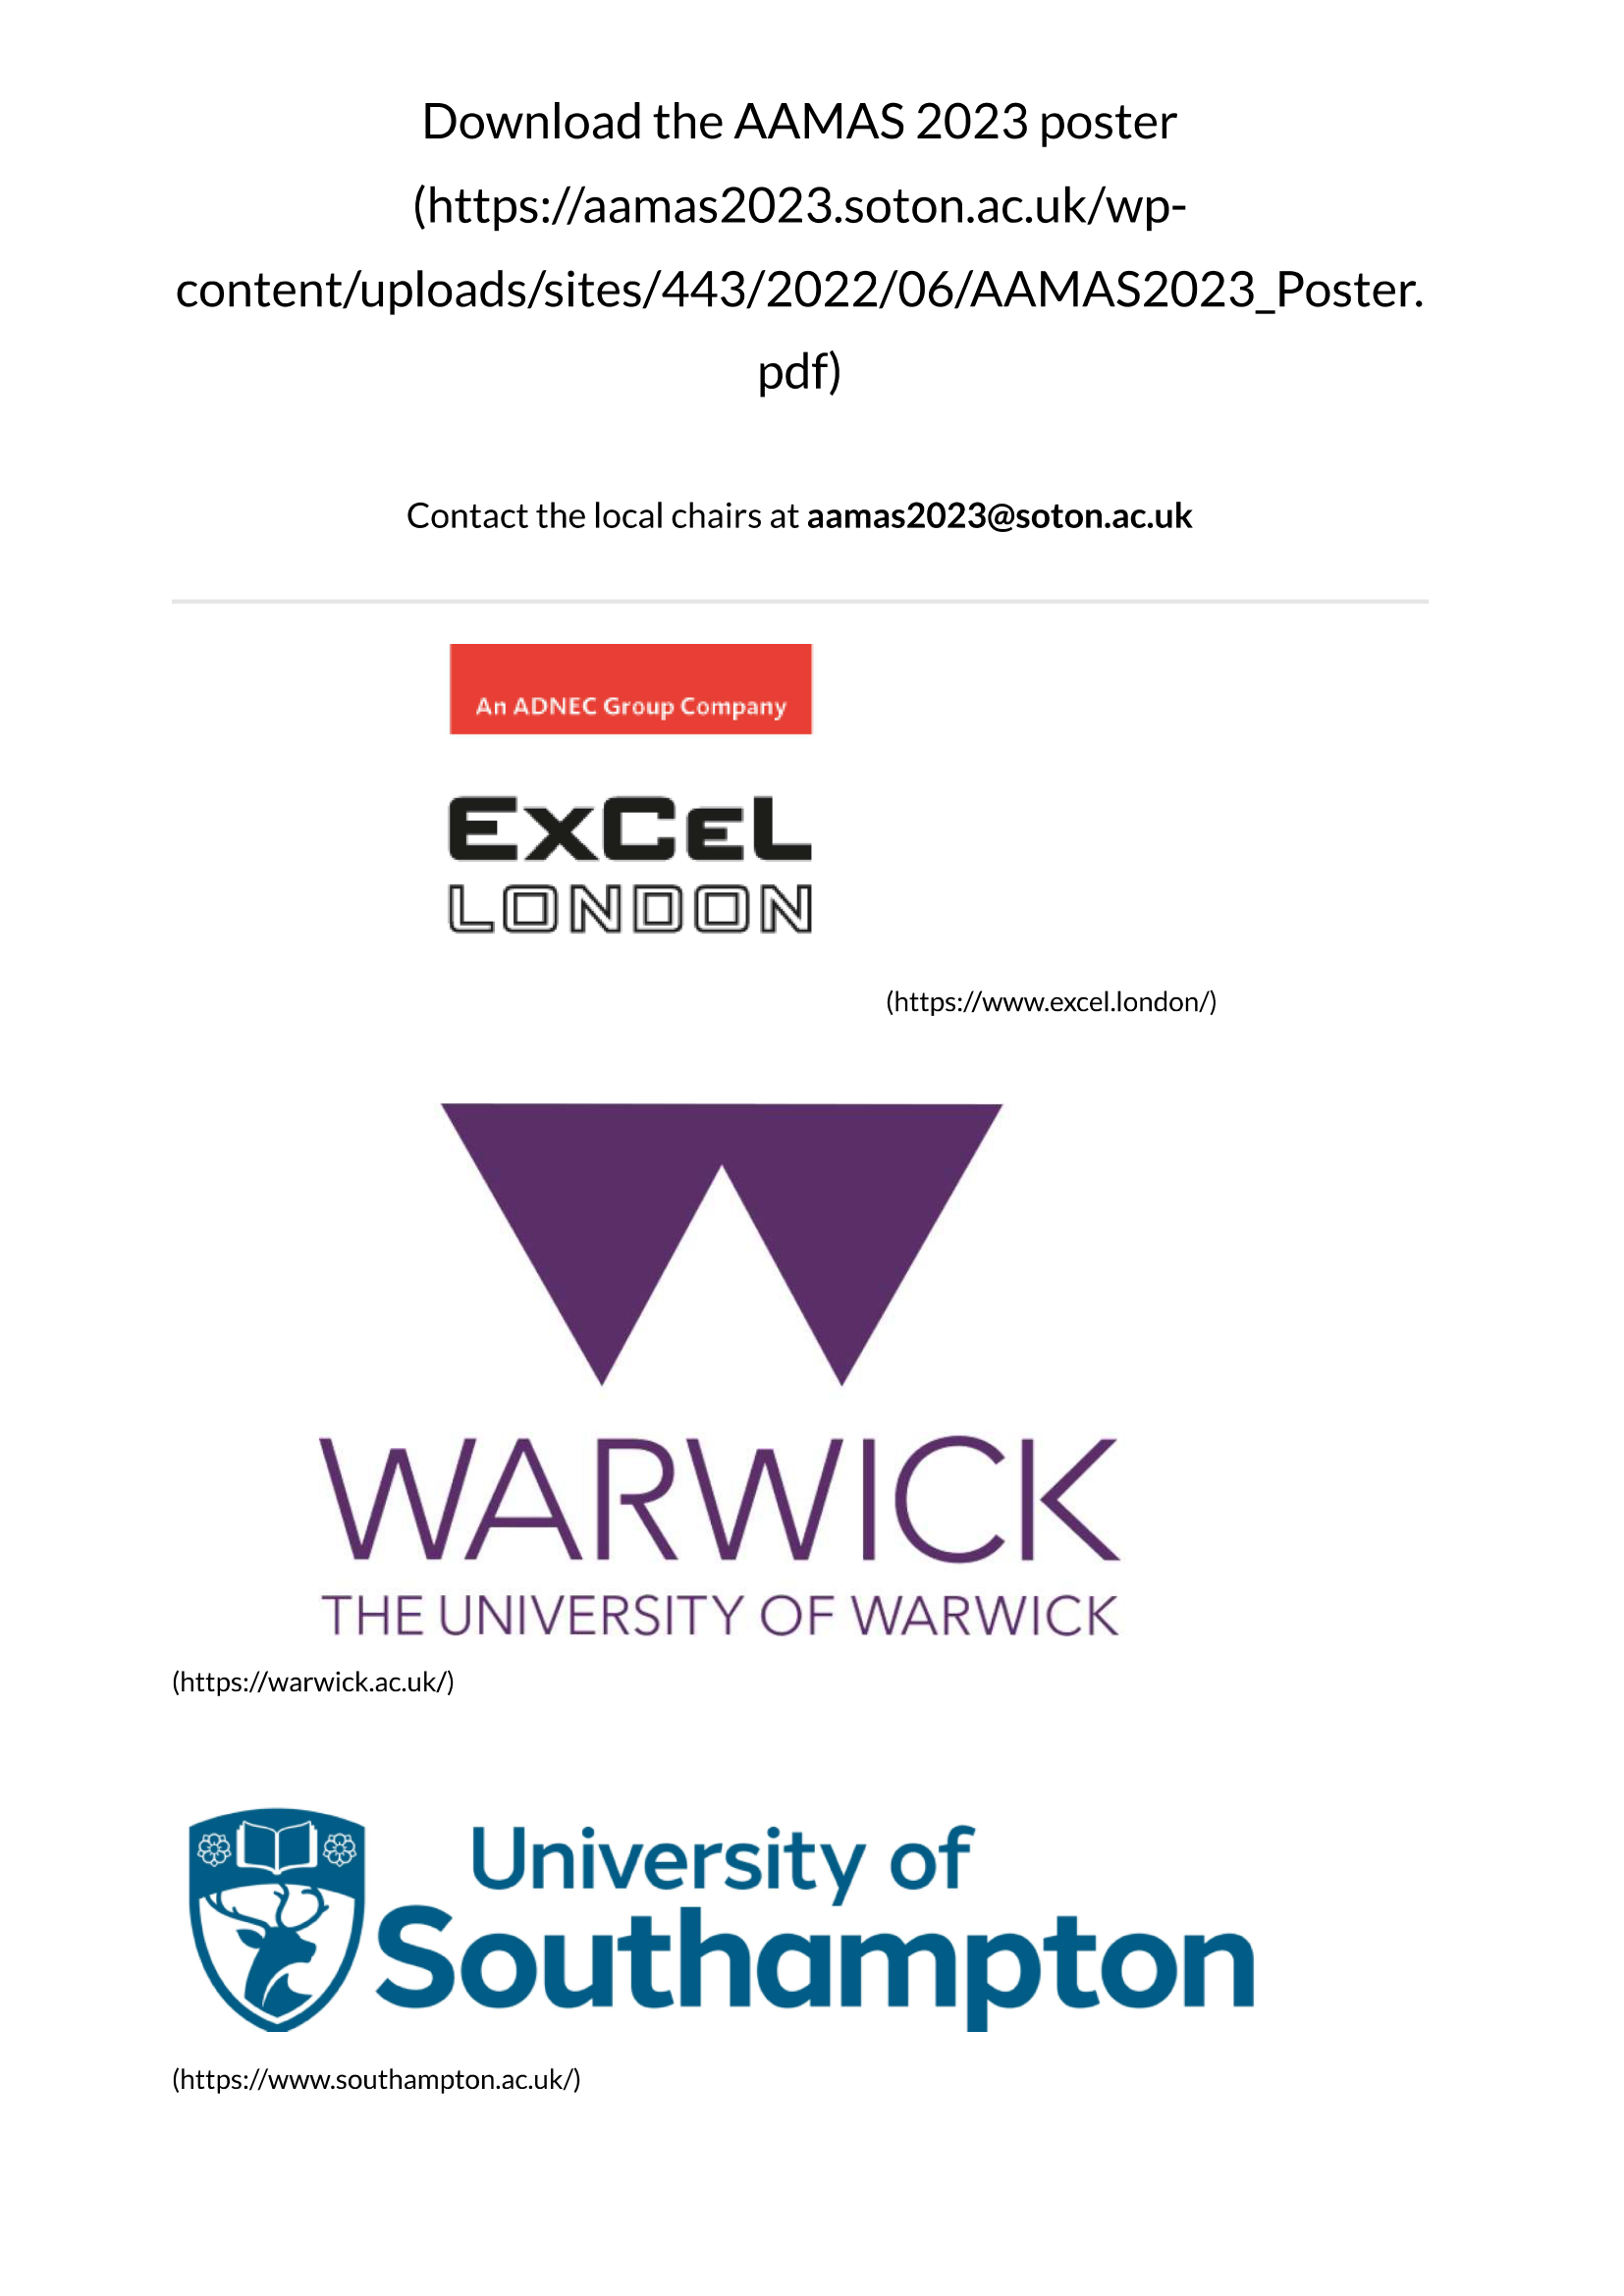 Download the AAMAS 2023 poster
(https://aamas2023.soton.ac.uk/wp-
content/uploads/sites/443/2022/06/AAMAS2023_Poster.
pdf)
Contact the local chairs at aamas2023@soton.ac.uk
An ADNEC Group Company
ExCeL
LONDON
(https://www.excel.london/)
WARWICK
THE UNIVERSITY OF WARWICK
(https://warwick.ac.uk/)
University of
Southampton
(https://www.southampton.ac.uk/)